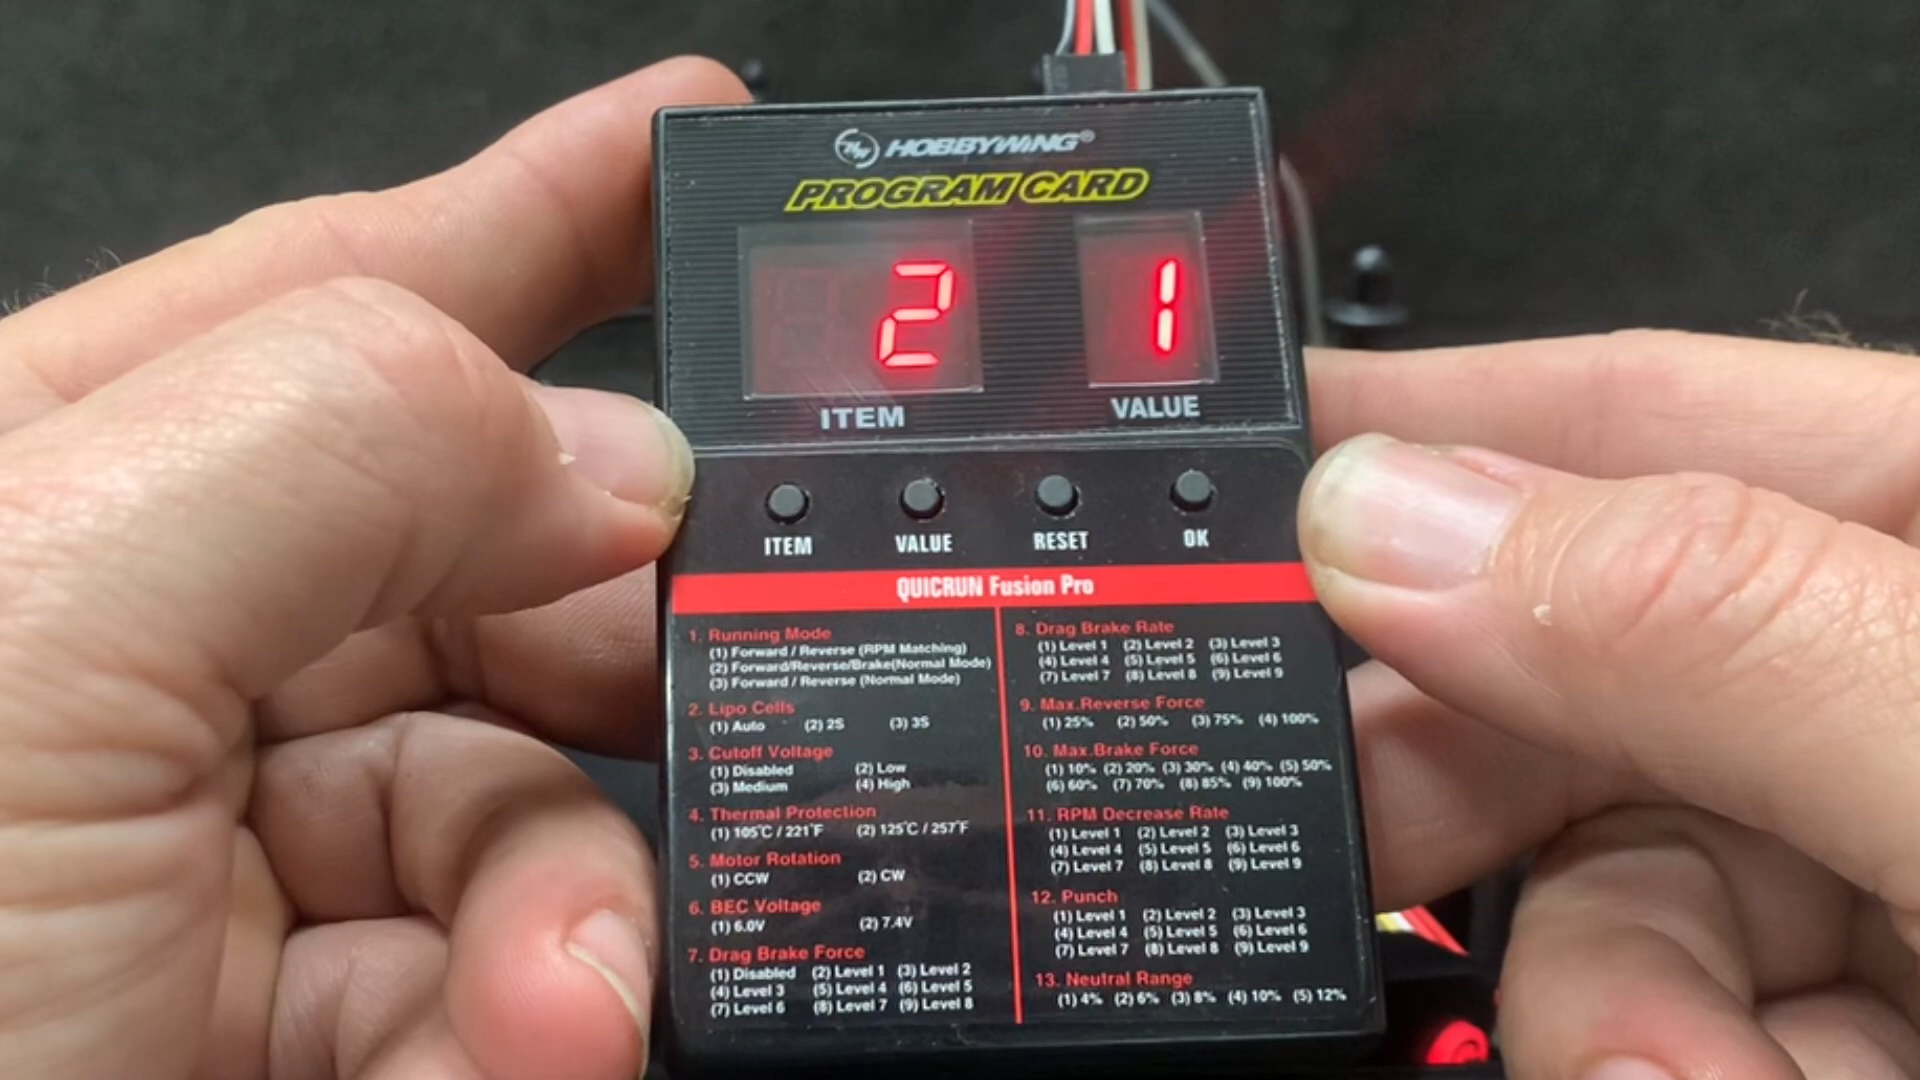 HOBBYWING®
PROGRAM CARD
2 1
ITEM VALUE
ITEM VALUE RESET OK
QUICRUN Fusion Pro
1. Running Mode
(1) Forward / Reverse (RPM Matching)
(2) Forward/Reverse/Brake(Normal Mode)
(3) Forward / Reverse (Normal Mode)
2. Lipo Cells
(1) Auto (2) 2S (3) 3S
3. Cutoff Voltage
(1) Disabled (2) Low
(3) Medium (4) High
4. Thermal Protection
(1) 105℃ / 221℉ (2) 125℃ / 257℉
5. Motor Rotation
(1) CCW (2) CW
6. BEC Voltage
(1) 6.0V (2) 7.4V
7. Drag Brake Force
(1) Disabled (2) Level 1 (3) Level 2
(4) Level 3 (5) Level 4 (6) Level 5
(7) Level 6 (8) Level 7 (9) Level 8
8. Drag Brake Rate
(1) Level 1 (2) Level 2 (3) Level 3
(4) Level 4 (5) Level 5 (6) Level 6
(7) Level 7 (8) Level 8 (9) Level 9
9. Max.Reverse Force
(1) 25% (2) 50% (3) 75% (4) 100%
10. Max.Brake Force
(1) 10% (2) 20% (3) 30% (4) 40% (5) 50%
(6) 60% (7) 70% (8) 85% (9) 100%
11. RPM Decrease Rate
(1) Level 1 (2) Level 2 (3) Level 3
(4) Level 4 (5) Level 5 (6) Level 6
(7) Level 7 (8) Level 8 (9) Level 9
12. Punch
(1) Level 1 (2) Level 2 (3) Level 3
(4) Level 4 (5) Level 5 (6) Level 6
(7) Level 7 (8) Level 8 (9) Level 9
13. Neutral Range
(1) 4% (2) 6% (3) 8% (4) 10% (5) 12%